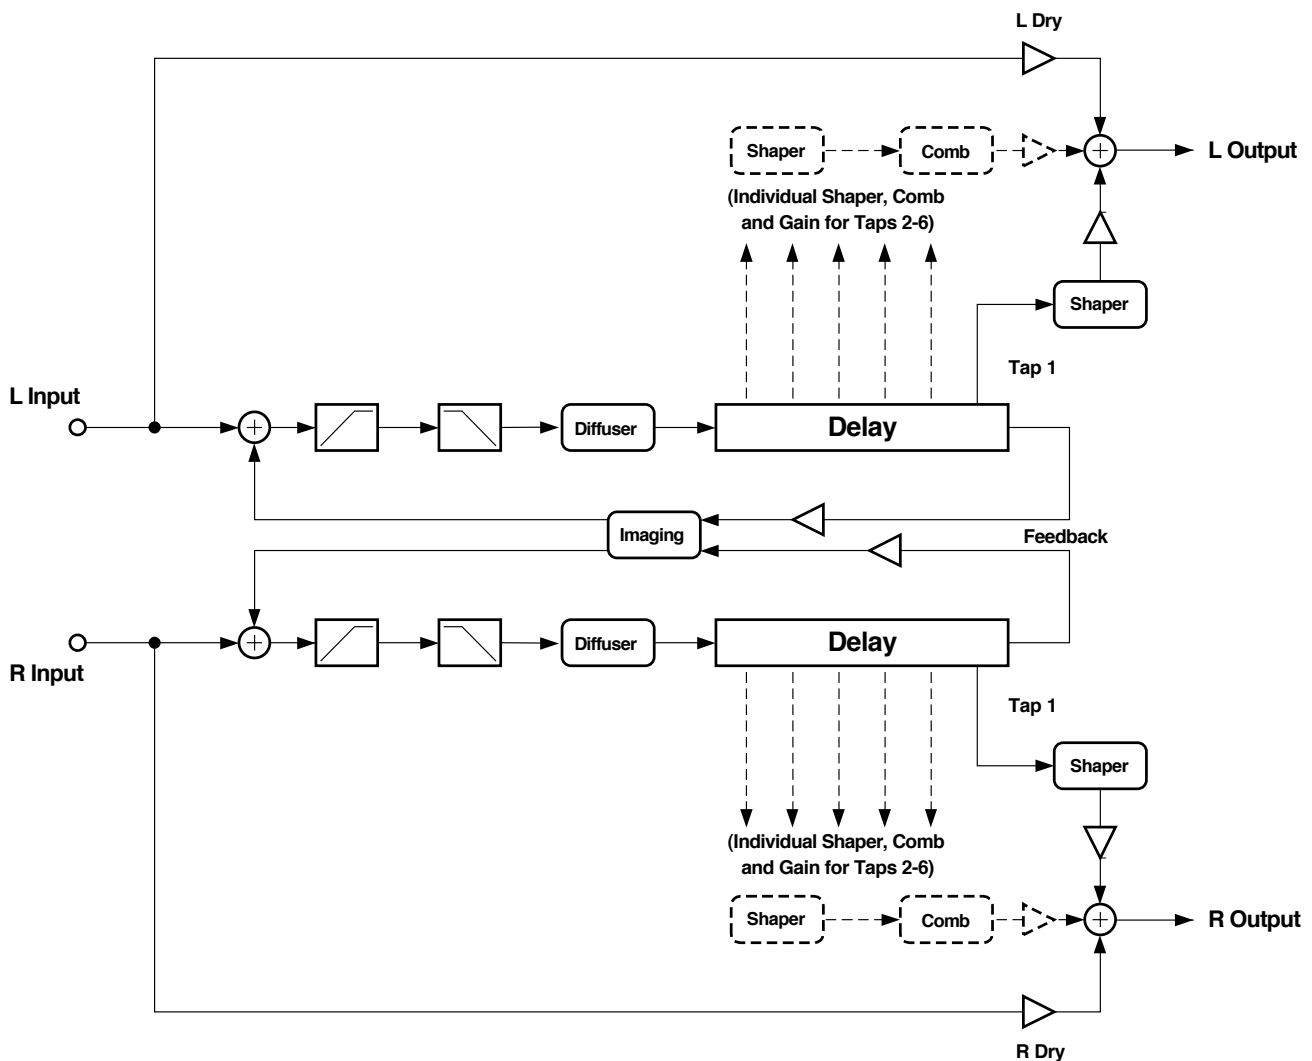 L Dry
Shaper
Comb
+
L Output
(Individual Shaper, Comb
and Gain for Taps 2-6)
Shaper
Tap 1
L Input
+
Diffuser
Delay
Imaging
Feedback
+
Diffuser
Delay
R Input
Tap 1
Shaper
(Individual Shaper, Comb
and Gain for Taps 2-6)
Shaper
Comb
+
R Output
R Dry